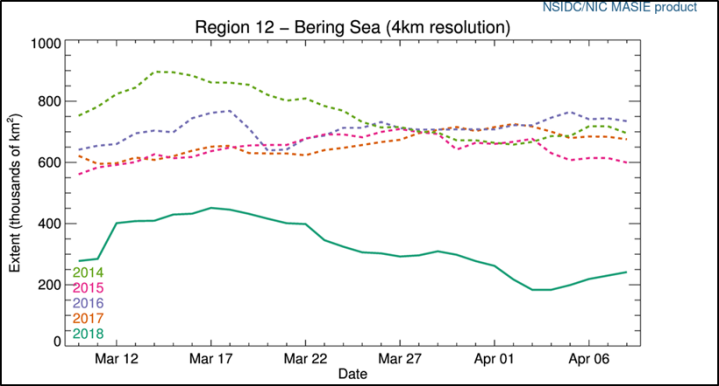 NSIDC/NIC MASIE product
Region 12 − Bering Sea (4km resolution)
1000
800
600
400
200
0
Extent (thousands of km²)
2014
2015
2016
2017
2018
Mar 12 Mar 17 Mar 22 Mar 27 Apr 01 Apr 06
Date